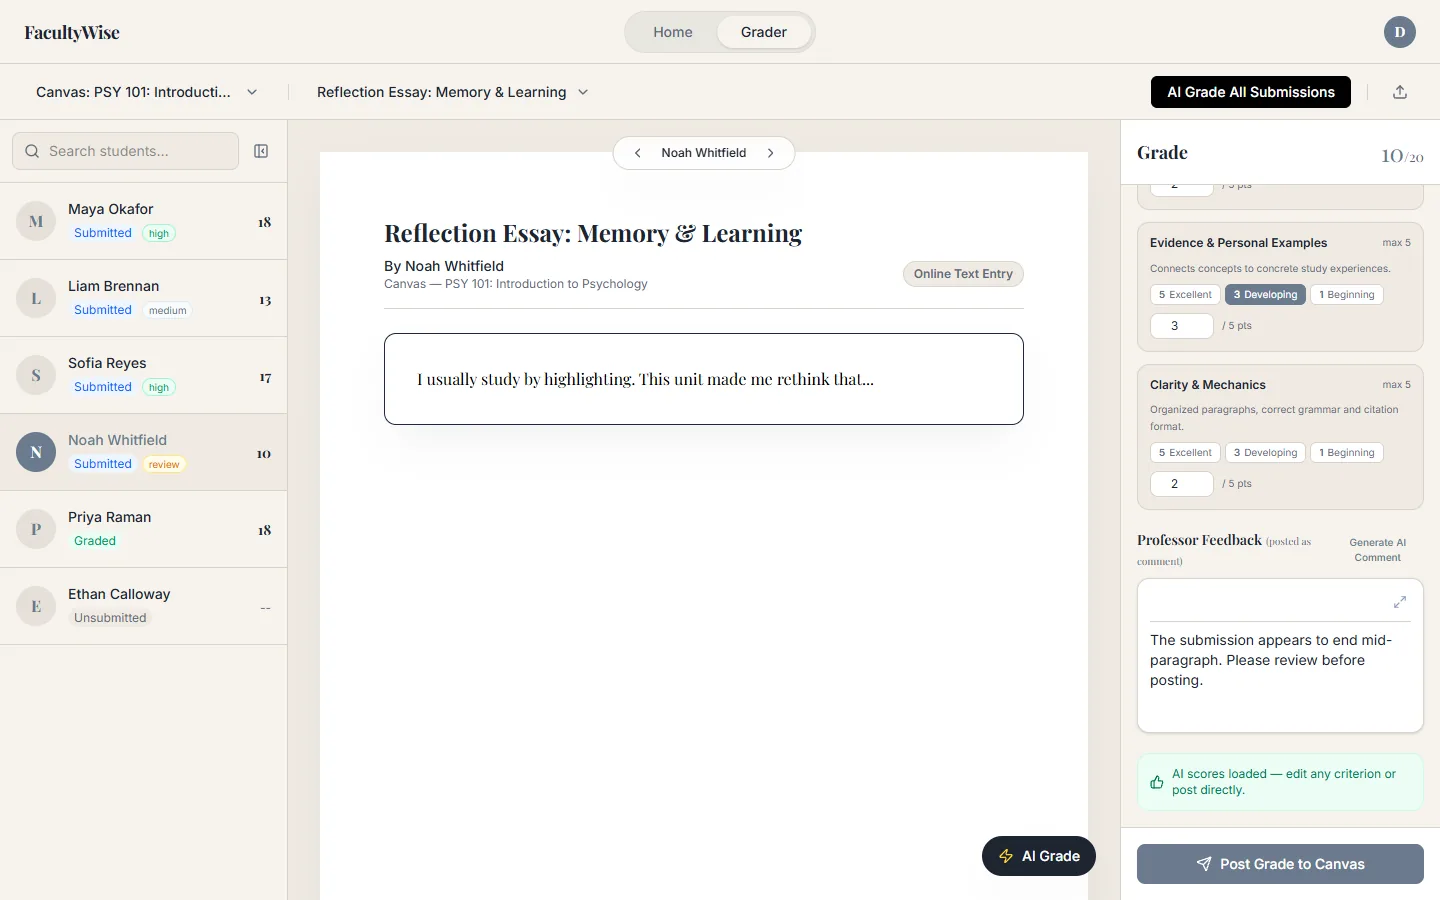 FacultyWise
Home
Grader
D
Canvas: PSY 101: Introducti...
Reflection Essay: Memory & Learning
AI Grade All Submissions
Search students...
M
Maya Okafor
Submitted
high
18
L
Liam Brennan
Submitted
medium
13
S
Sofia Reyes
Submitted
high
17
N
Noah Whitfield
Submitted
review
10
P
Priya Raman
Graded
18
E
Ethan Calloway
Unsubmitted
--
Noah Whitfield
Reflection Essay: Memory & Learning
By Noah Whitfield
Canvas — PSY 101: Introduction to Psychology
Online Text Entry
I usually study by highlighting. This unit made me rethink that...
AI Grade
Grade
10/20
2
/ 5 pts
Evidence & Personal Examples
max 5
Connects concepts to concrete study experiences.
5 Excellent
3 Developing
1 Beginning
3
/ 5 pts
Clarity & Mechanics
max 5
Organized paragraphs, correct grammar and citation
format.
5 Excellent
3 Developing
1 Beginning
2
/ 5 pts
Professor Feedback (posted as
comment)
Generate AI
Comment
The submission appears to end mid-
paragraph. Please review before
posting.
AI scores loaded — edit any criterion or
post directly.
Post Grade to Canvas